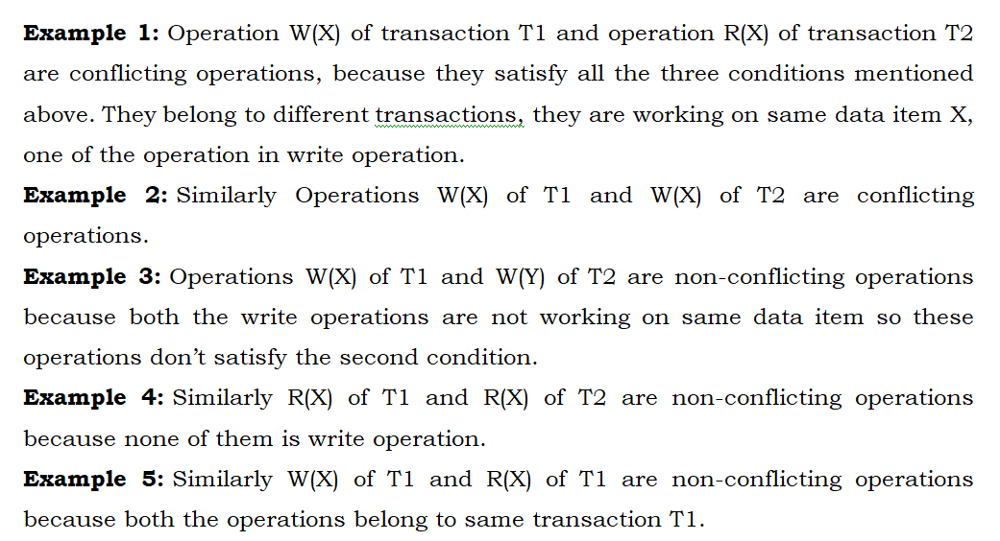 Example 1: Operation W(X) of transaction T1 and operation R(X) of transaction T2
are conflicting operations, because they satisfy all the three conditions mentioned
above. They belong to different transactions, they are working on same data item X,
one of the operation in write operation.
Example 2: Similarly Operations W(X) of T1 and W(X) of T2 are conflicting
operations.
Example 3: Operations W(X) of T1 and W(Y) of T2 are non-conflicting operations
because both the write operations are not working on same data item so these
operations don’t satisfy the second condition.
Example 4: Similarly R(X) of T1 and R(X) of T2 are non-conflicting operations
because none of them is write operation.
Example 5: Similarly W(X) of T1 and R(X) of T1 are non-conflicting operations
because both the operations belong to same transaction T1.